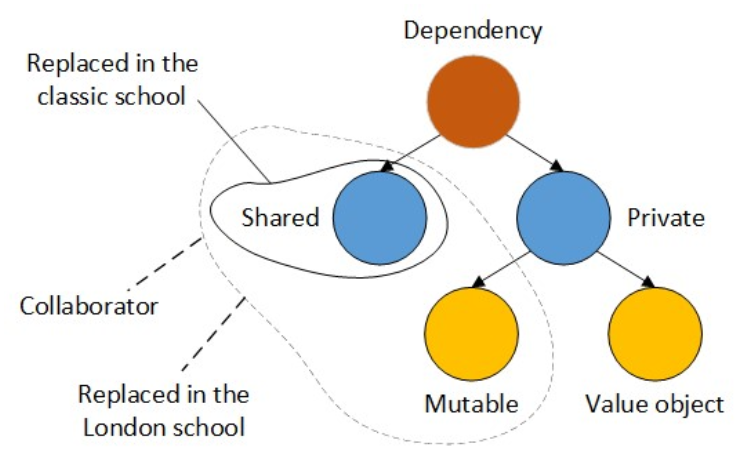 Dependency
Replaced in the
classic school
Shared
Private
Collaborator
Replaced in the
London school
Mutable
Value object